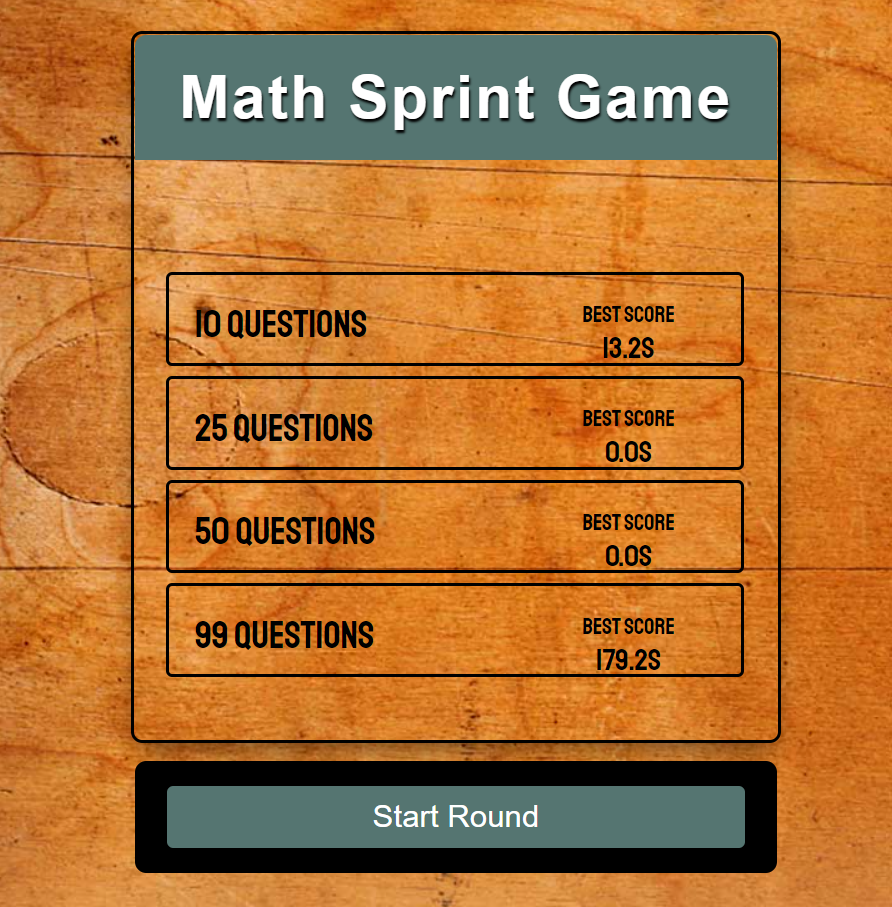 Math Sprint Game
10 QUESTIONS
BEST SCORE
13.2S
25 QUESTIONS
BEST SCORE
0.0S
50 QUESTIONS
BEST SCORE
0.0S
99 QUESTIONS
BEST SCORE
179.2S
Start Round